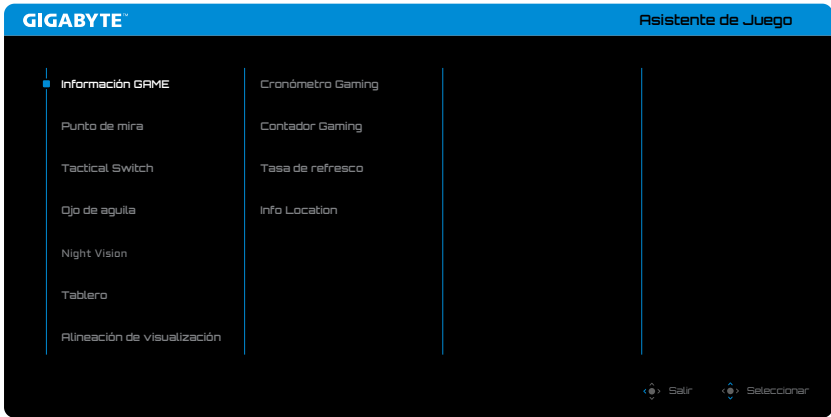 GIGABYTE™
Asistente de Juego
Información GAME
Punto de mira
Tactical Switch
Ojo de aguila
Night Vision
Tablero
Alineación de visualización
Cronómetro Gaming
Contador Gaming
Tasa de refresco
Info Location
Salir
Seleccionar